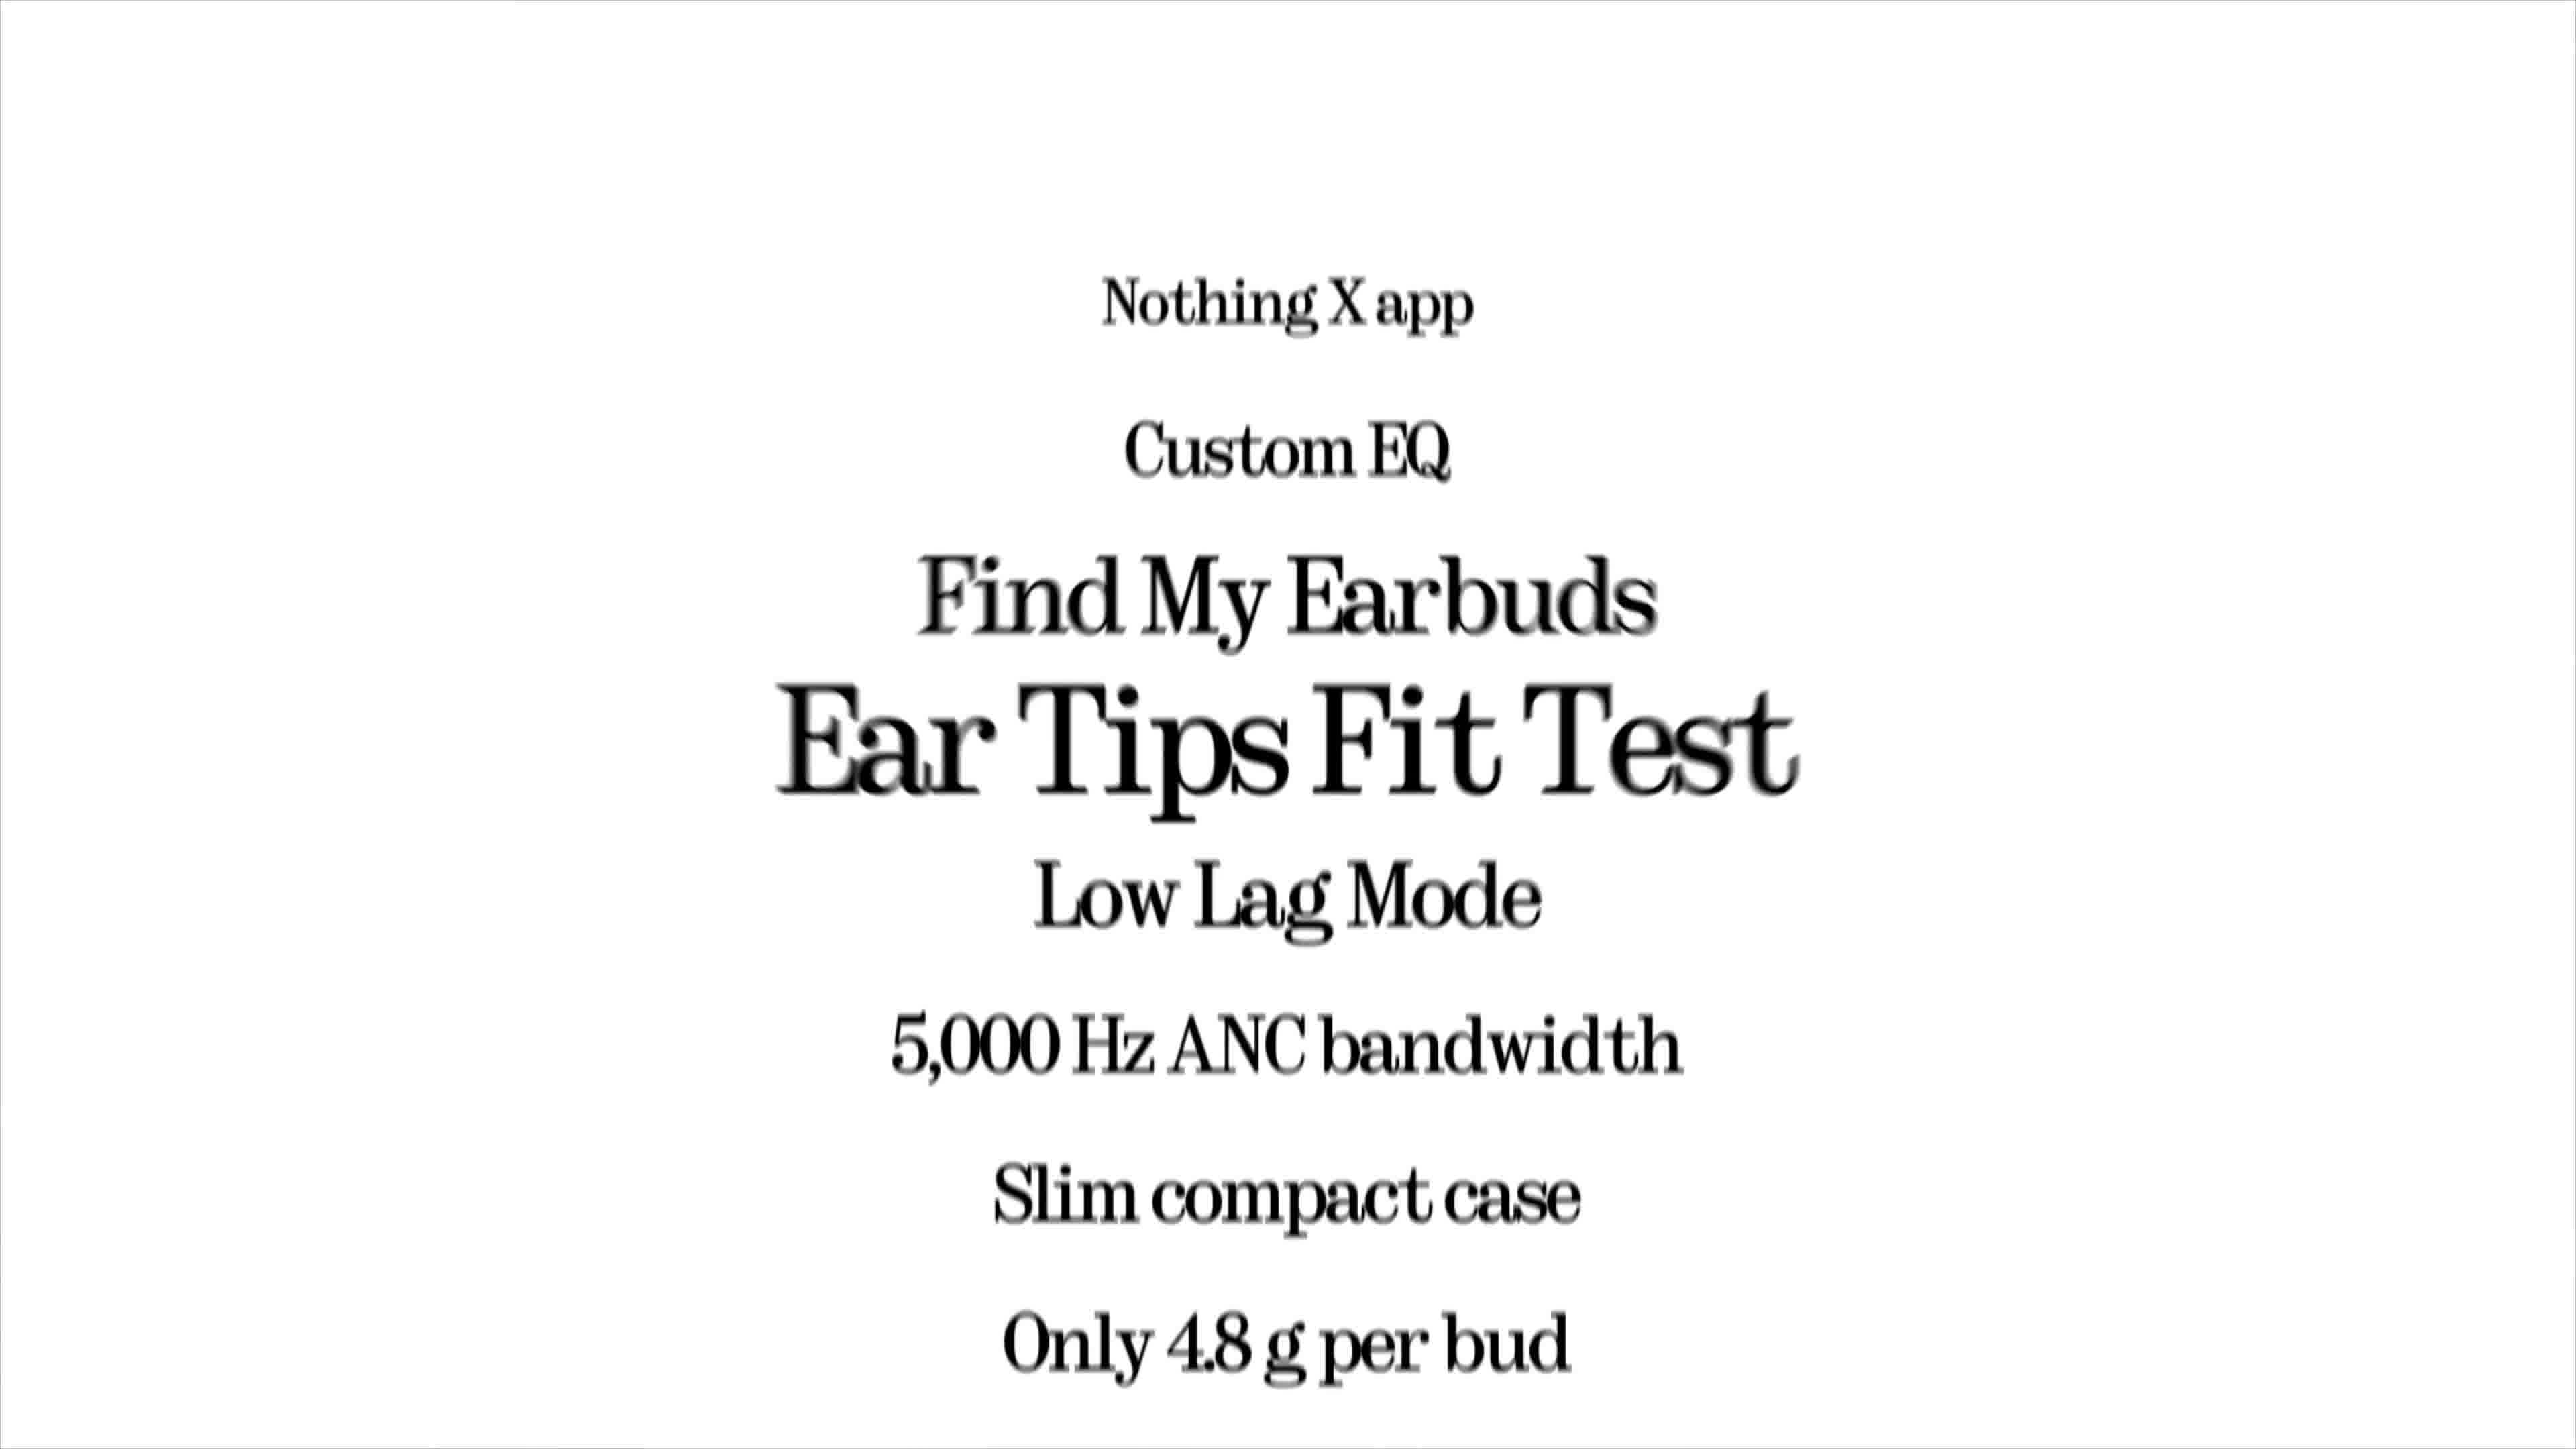 Nothing X app
Custom EQ
Find My Earbuds
Ear Tips Fit Test
Low Lag Mode
5,000 Hz ANC bandwidth
Slim compact case
Only 4.8 g per bud